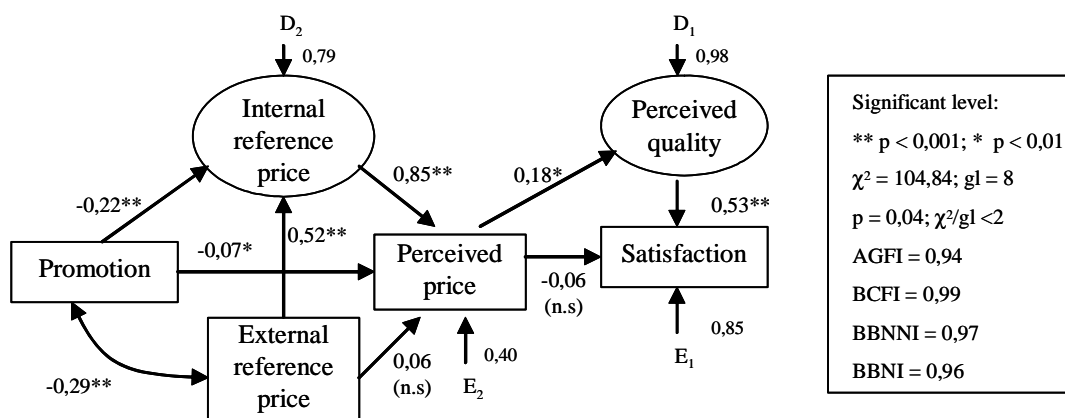 D2
D1
0,79
0,98
Internal
reference
price
Perceived
quality
-0,22**
0,85**
0,18*
0,53**
0,52**
-0,07*
Promotion
Perceived
price
Satisfaction
-0,06
(n.s)
-0,29**
External
reference
price
0,06
(n.s)
0,40
E2
0,85
E1
Significant level:
** p < 0,001; * p < 0,01
χ² = 104,84; gl = 8
p = 0,04; χ²/gl <2
AGFI = 0,94
BCFI = 0,99
BBNNI = 0,97
BBNI = 0,96